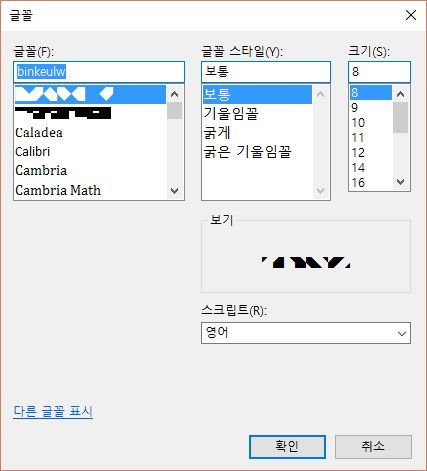 글꼴
글꼴(F):
binkeulw
Caladea
Calibri
Cambria
Cambria Math
글꼴 스타일(Y):
보통
보통
기울임꼴
굵게
굵은 기울임꼴
크기(S):
8
8
9
10
11
12
14
16
보기
스크립트(R):
영어
다른 글꼴 표시
확인
취소